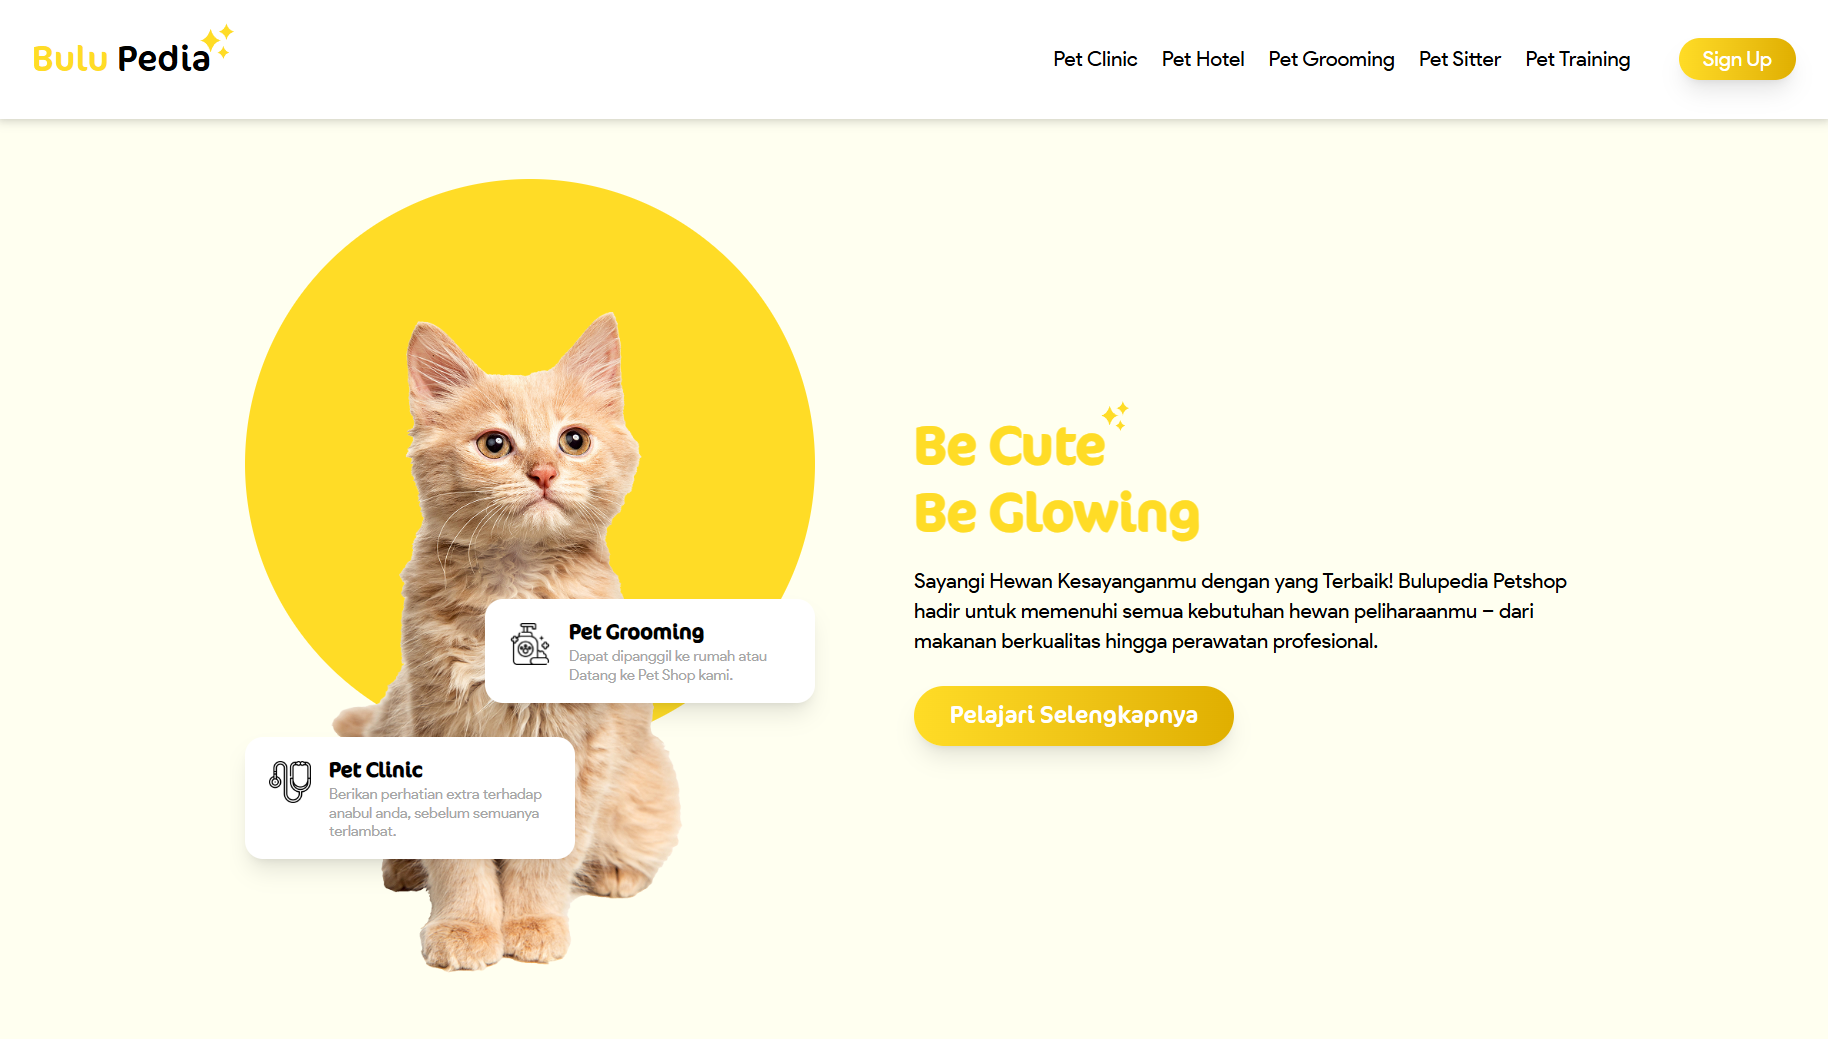 Bulu Pedia
Pet Clinic
Pet Hotel
Pet Grooming
Pet Sitter
Pet Training
Sign Up
Be Cute
Be Glowing
Sayangi Hewan Kesayanganmu dengan yang Terbaik! Bulupedia Petshop
hadir untuk memenuhi semua kebutuhan hewan peliharaanmu – dari
makanan berkualitas hingga perawatan profesional.
Pelajari Selengkapnya
Pet Grooming
Dapat dipanggil ke rumah atau
Datang ke Pet Shop kami.
Pet Clinic
Berikan perhatian extra terhadap
anabul anda, sebelum semuanya
terlambat.